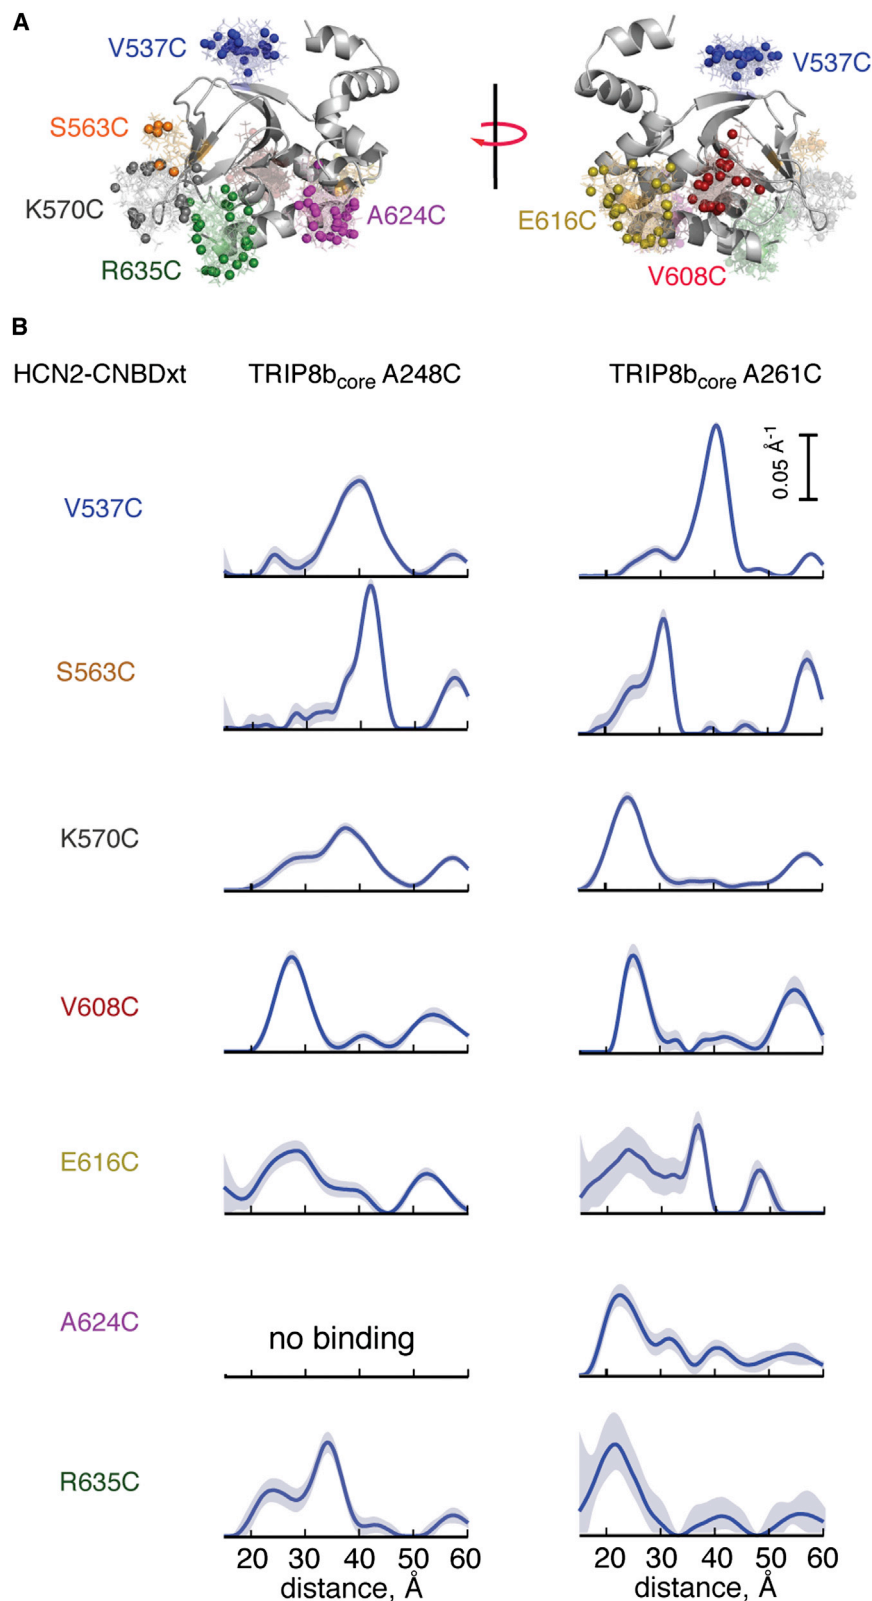 A
V537C
V537C
S563C
K570C
A624C
R635C
E616C
V608C
B
HCN2-CNBDxt TRIP8bcore A248C TRIP8bcore A261C
0.05 Å-1
V537C
S563C
K570C
V608C
E616C
A624C
no binding
R635C
20 30 40 50 60 20 30 40 50 60
distance, Å distance, Å